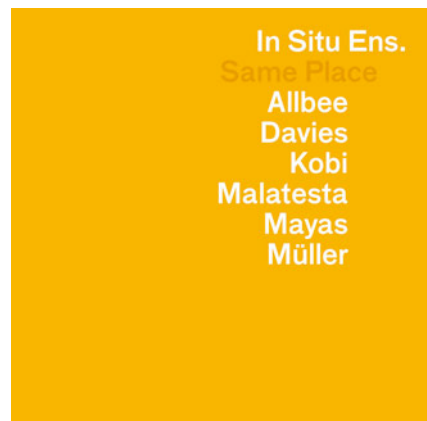 In Situ Ens.
Same Place
Allbee
Davies
Kobi
Malatesta
Mayas
Müller